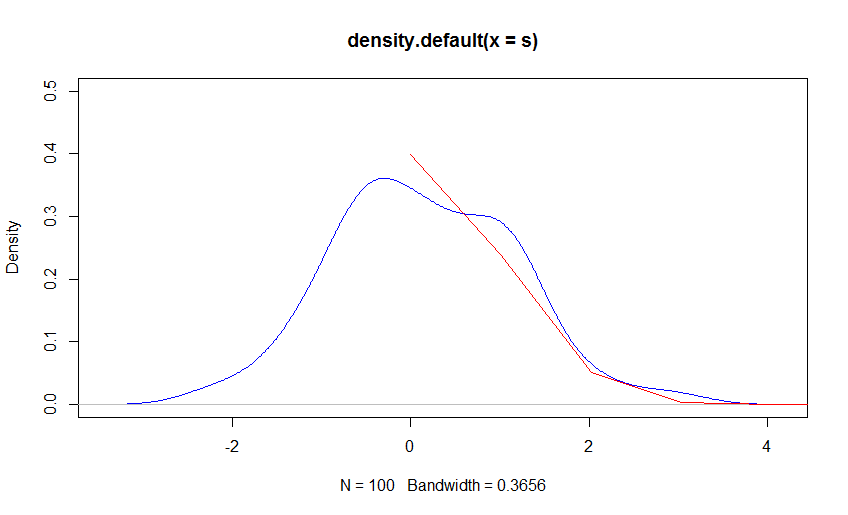 density.default(x = s)
Density
0.5
0.4
0.3
0.2
0.1
0.0
-2 0 2 4
N = 100 Bandwidth = 0.3656